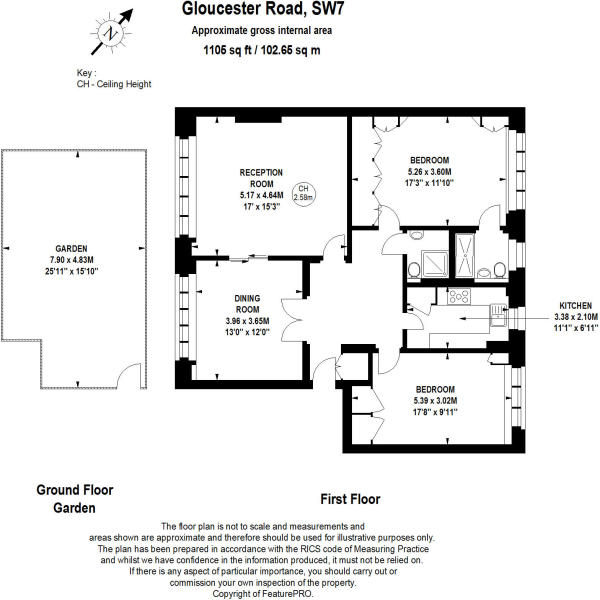 Gloucester Road, SW7
Approximate gross internal area
1105 sq ft / 102.65 sq m
N
Key :
CH - Ceiling Height
RECEPTION
ROOM
5.17 x 4.64M
17' x 15'3"
CH
2.58m
BEDROOM
5.26 x 3.60M
17'3" x 11'10"
GARDEN
7.90 x 4.83M
25'11" x 15'10"
DINING
ROOM
3.96 x 3.65M
13'0" x 12'0"
KITCHEN
3.38 x 2.10M
11'1" x 6'11"
BEDROOM
5.39 x 3.02M
17'8" x 9'11"
Ground Floor
Garden
First Floor
The floor plan is not to scale and measurements and
areas shown are approximate and therefore should be used for illustrative purposes only.
The plan has been prepared in accordance with the RICS code of Measuring Practice
and whilst we have confidence in the information produced, it must not be relied on.
If there is any aspect of particular importance, you should carry out or
commission your own inspection of the property.
Copyright of FeaturePRO.